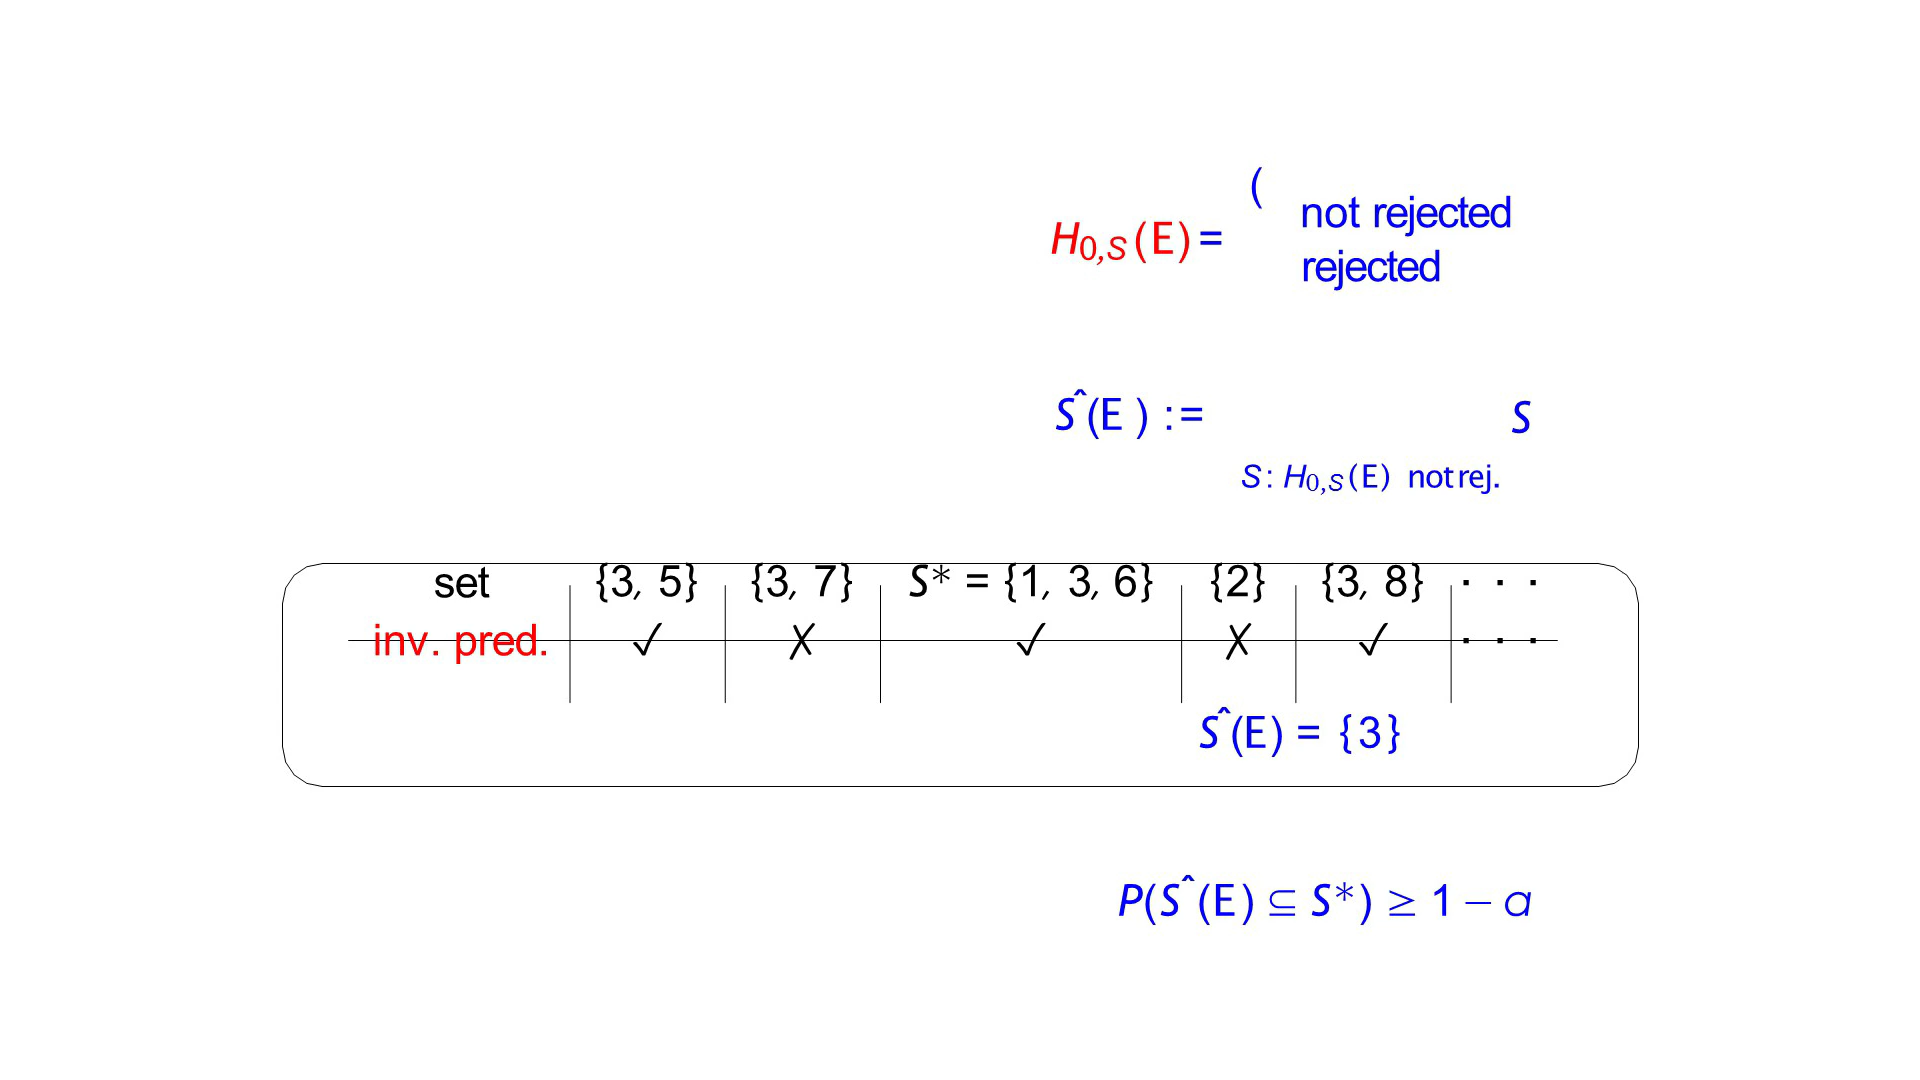 (
not rejected
H0,S(E)=
rejected
Sˆ(E ) := S
S: H0,S(E) not rej.
set {3, 5} {3, 7} S* = {1, 3, 6} {2} {3, 8} · · ·
inv. pred. ✓ ✗ ✓ ✗ ✓ · · ·
Sˆ(E) = {3}
P(Sˆ(E) ⊆ S*) ≥ 1 − α